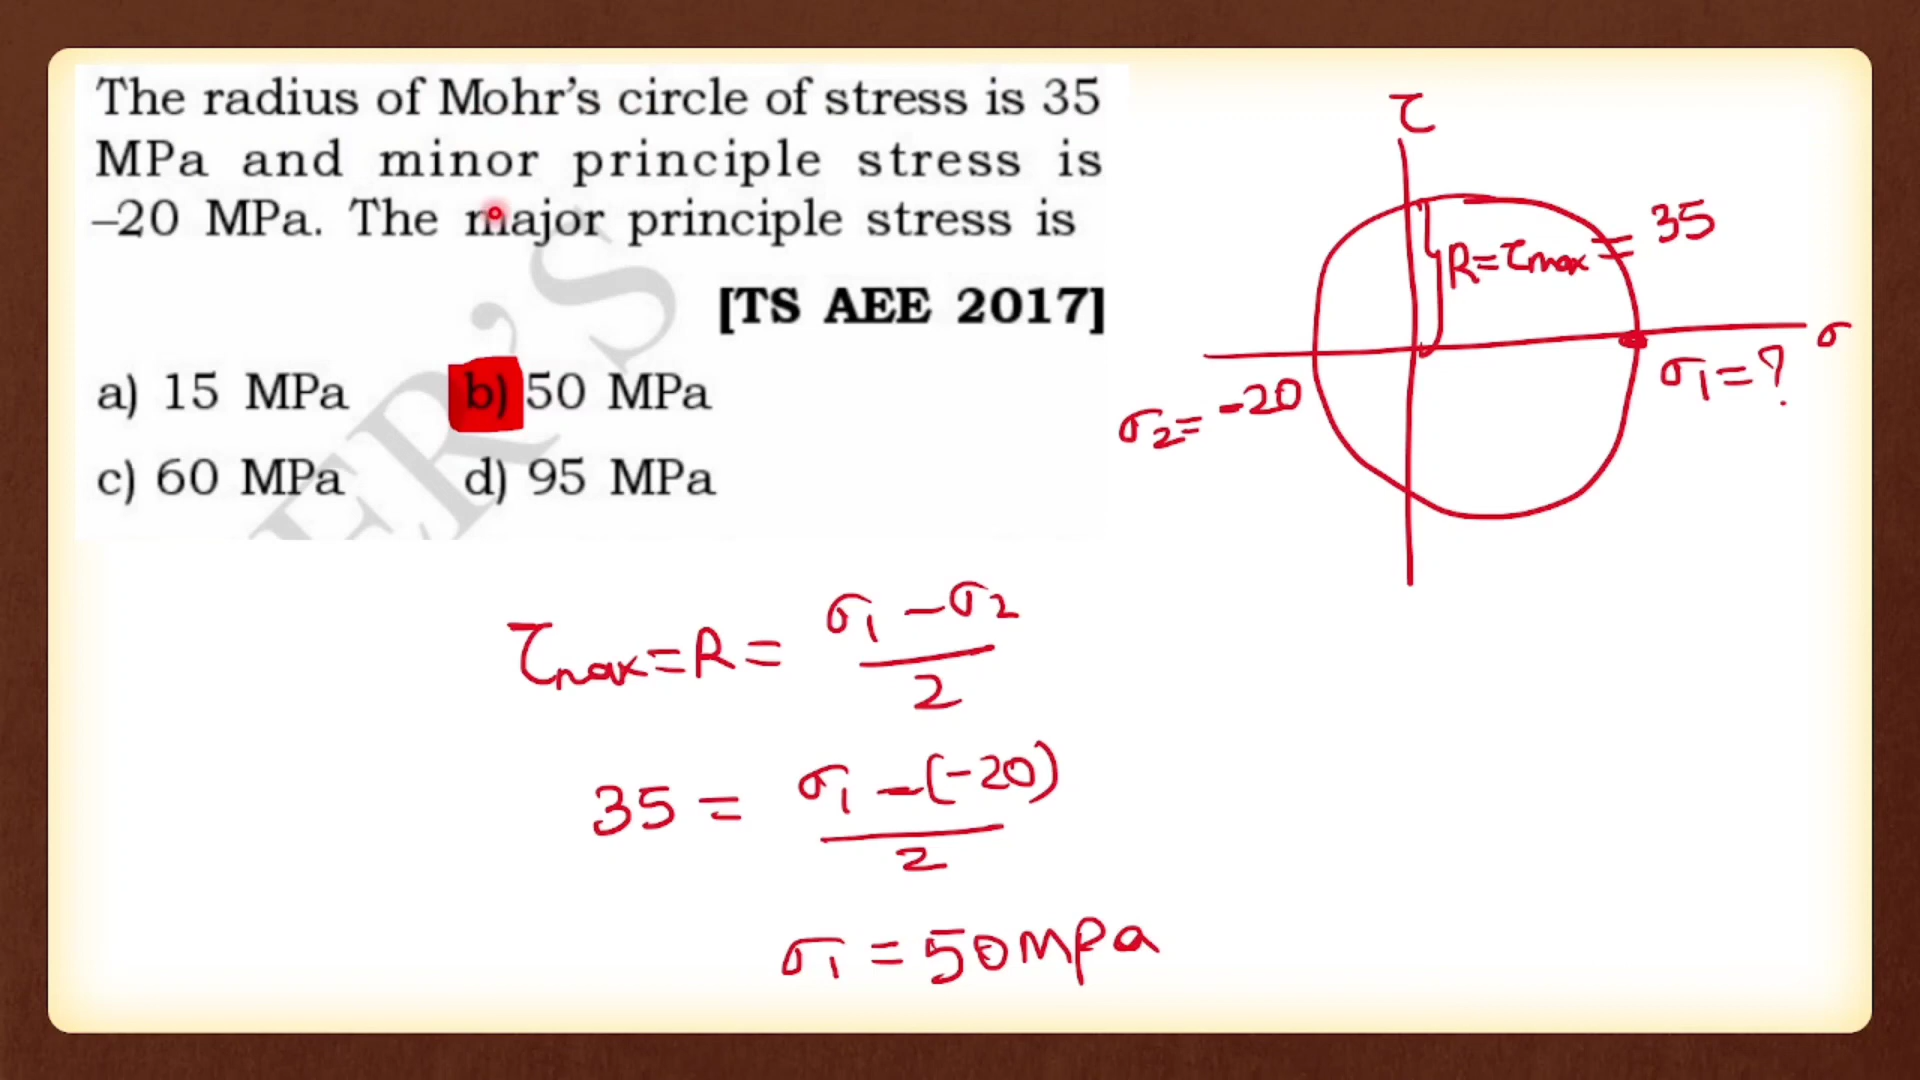 The radius of Mohr's circle of stress is 35
MPa and minor principle stress is
–20 MPa. The major principle stress is
[TS AEE 2017]
a) 15 MPa b) 50 MPa
c) 60 MPa d) 95 MPa
ER'S
τ
R=τmax = 35
σ
σ1=?
σ2= -20
τmax=R= σ1 -σ2
2
35 = σ1 -(-20)
2
σ1 = 50MPa